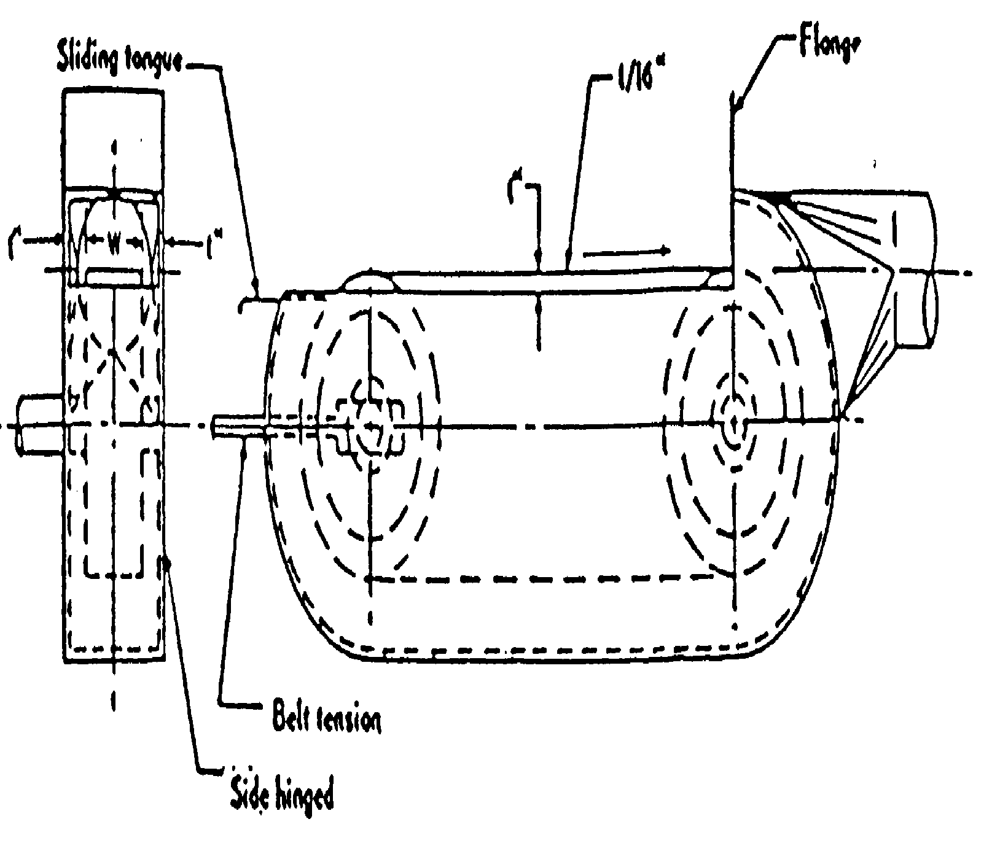 Sliding tongue
Flange
1/16"
1"
1" W 1"
Belt tension
Side hinged